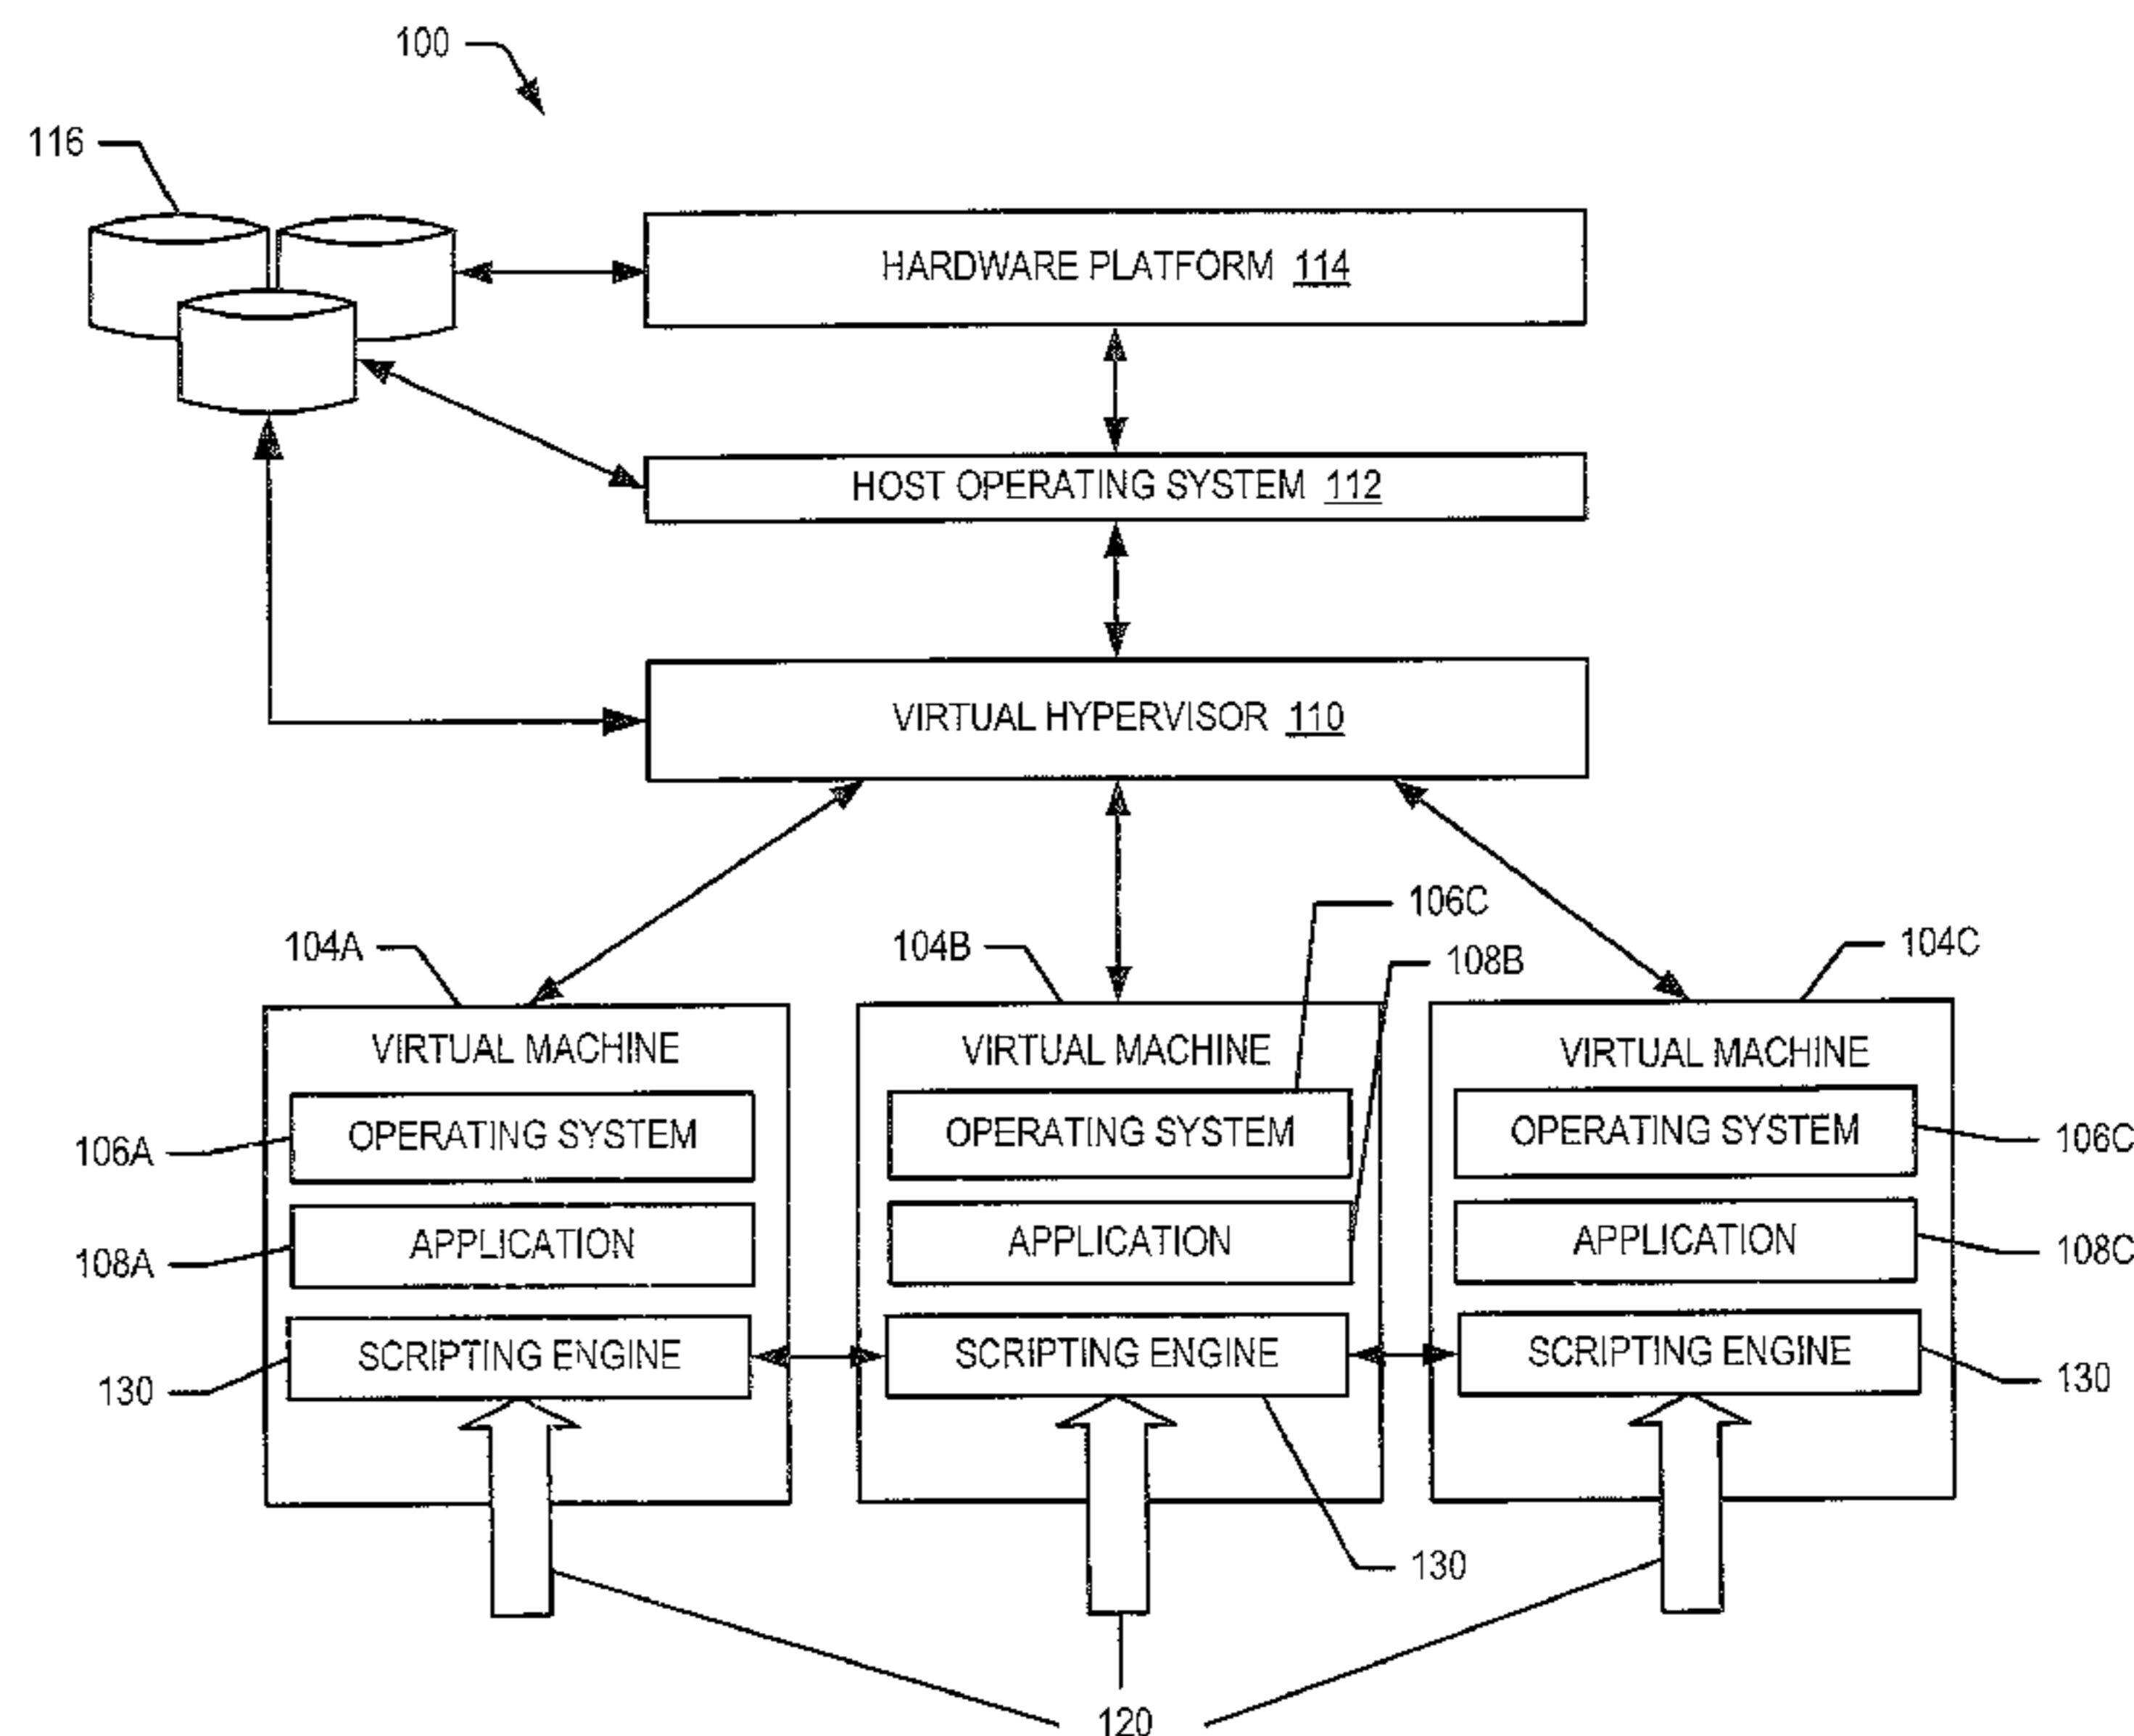 100
116
HARDWARE PLATFORM 114
HOST OPERATING SYSTEM 112
VIRTUAL HYPERVISOR 110
106C
104A
104B
108B
104C
VIRTUAL MACHINE
VIRTUAL MACHINE
VIRTUAL MACHINE
OPERATING SYSTEM
OPERATING SYSTEM
OPERATING SYSTEM
106A
106C
APPLICATION
APPLICATION
APPLICATION
108A
108C
SCRIPTING ENGINE
SCRIPTING ENGINE
SCRIPTING ENGINE
130
130
130
120